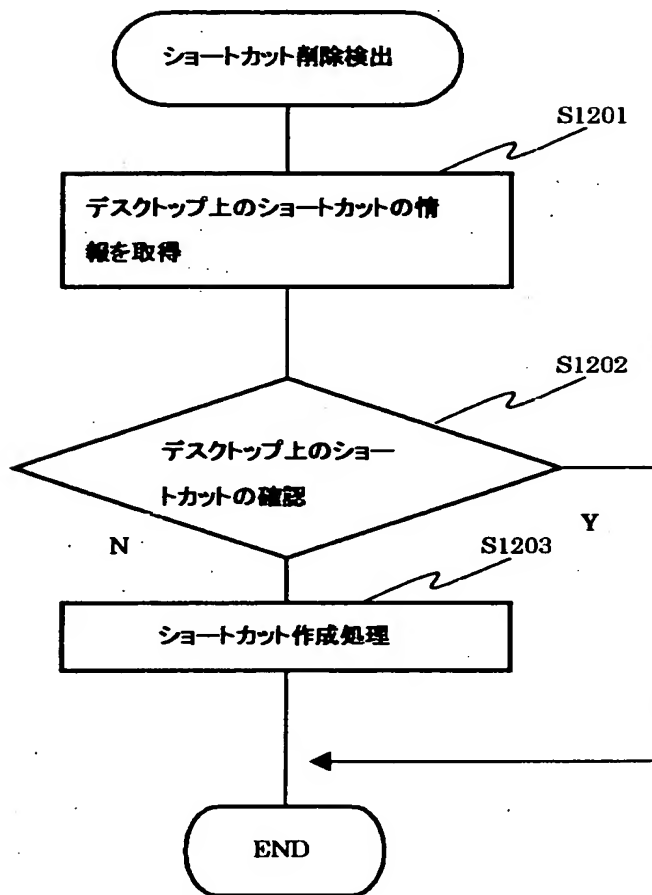 ショートカット削除検出
S1201
デスクトップ上のショートカットの情
報を取得
S1202
デスクトップ上のショー
トカットの確認
N
Y
S1203
ショートカット作成処理
END